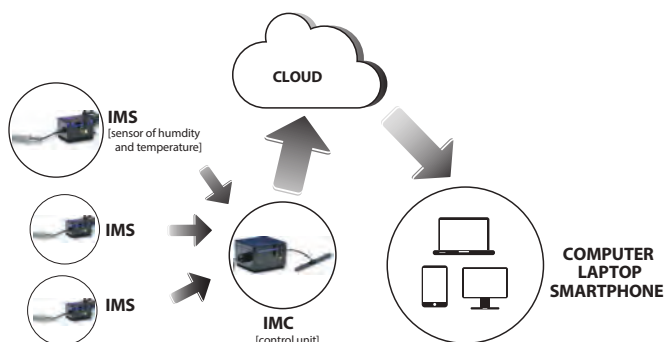 CLOUD
IMS
[sensor of humdity
and temperature]
IMS
IMS
IMC
[control unit]
COMPUTER
LAPTOP
SMARTPHONE